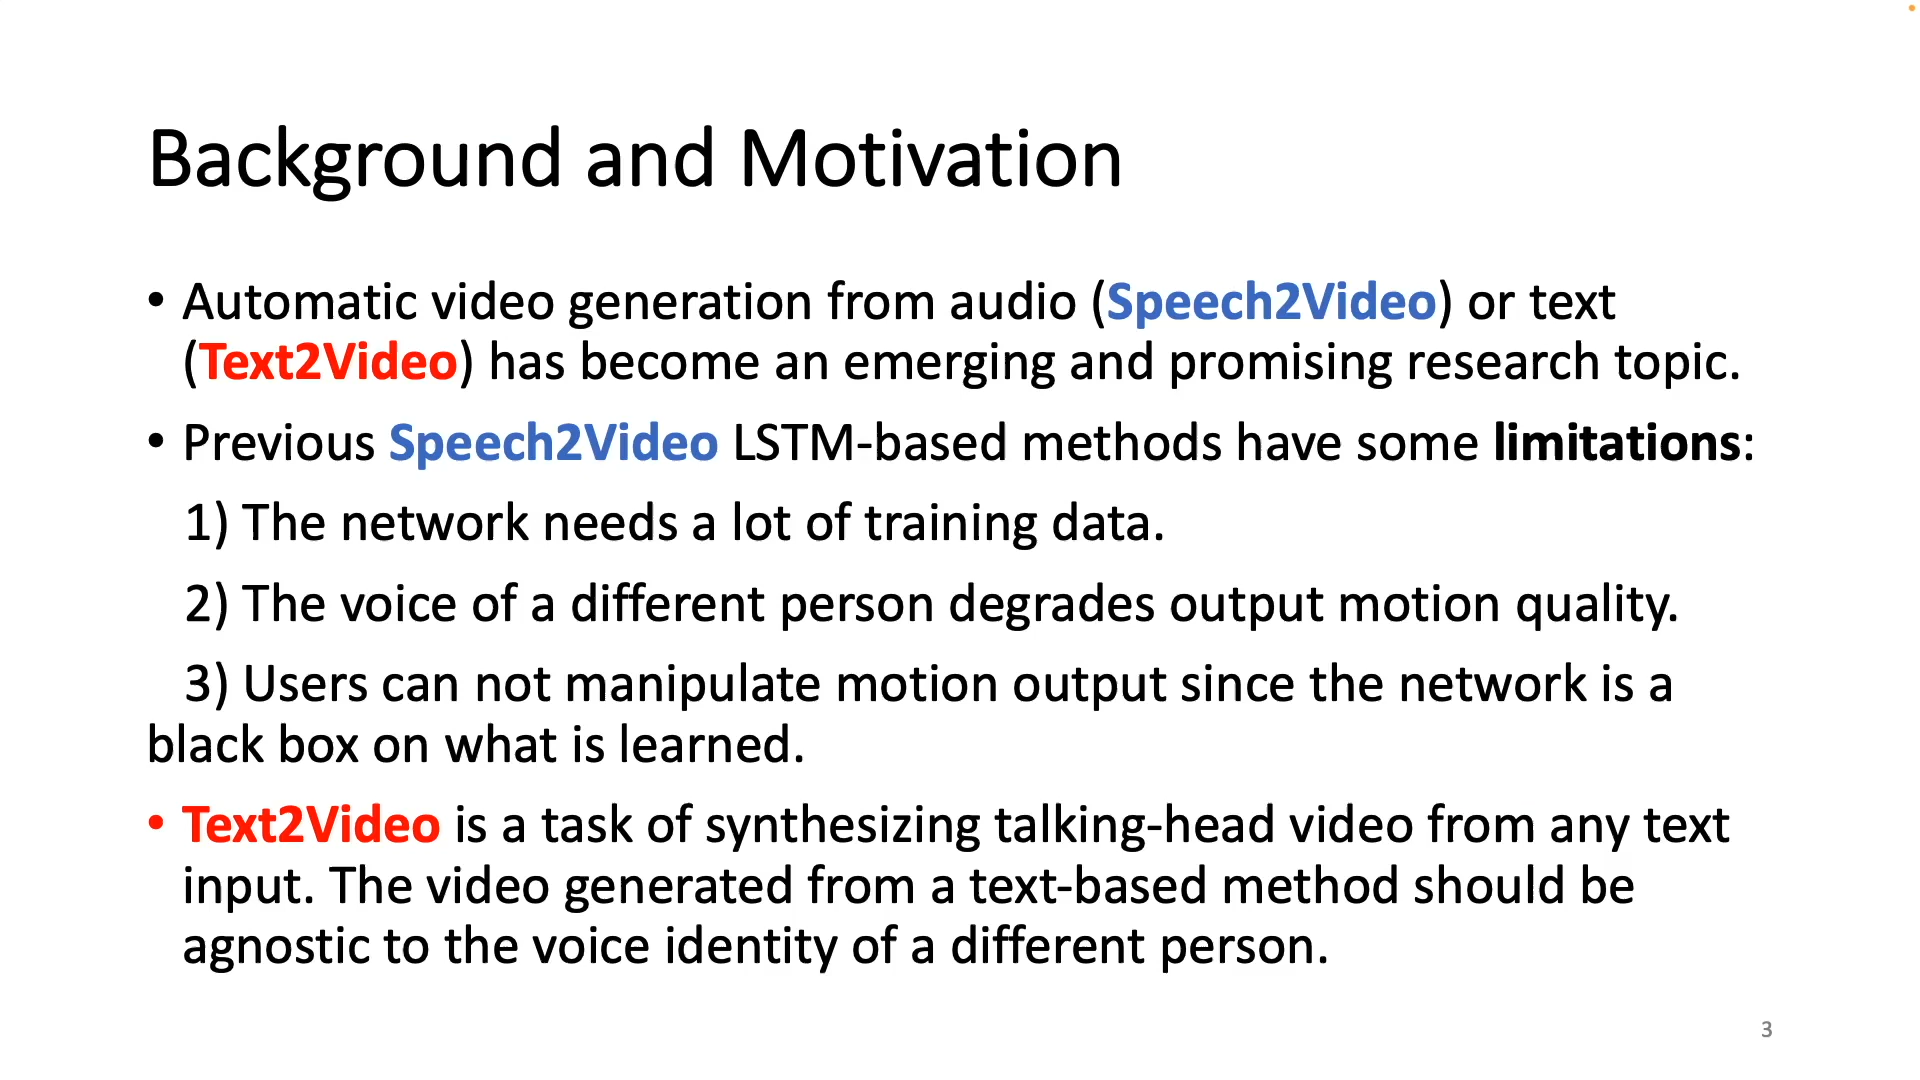 Background and Motivation
• Automatic video generation from audio (Speech2Video) or text
(Text2Video) has become an emerging and promising research topic.
• Previous Speech2Video LSTM-based methods have some limitations:
1) The network needs a lot of training data.
2) The voice of a different person degrades output motion quality.
3) Users can not manipulate motion output since the network is a
black box on what is learned.
• Text2Video is a task of synthesizing talking-head video from any text
input. The video generated from a text-based method should be
agnostic to the voice identity of a different person.
3